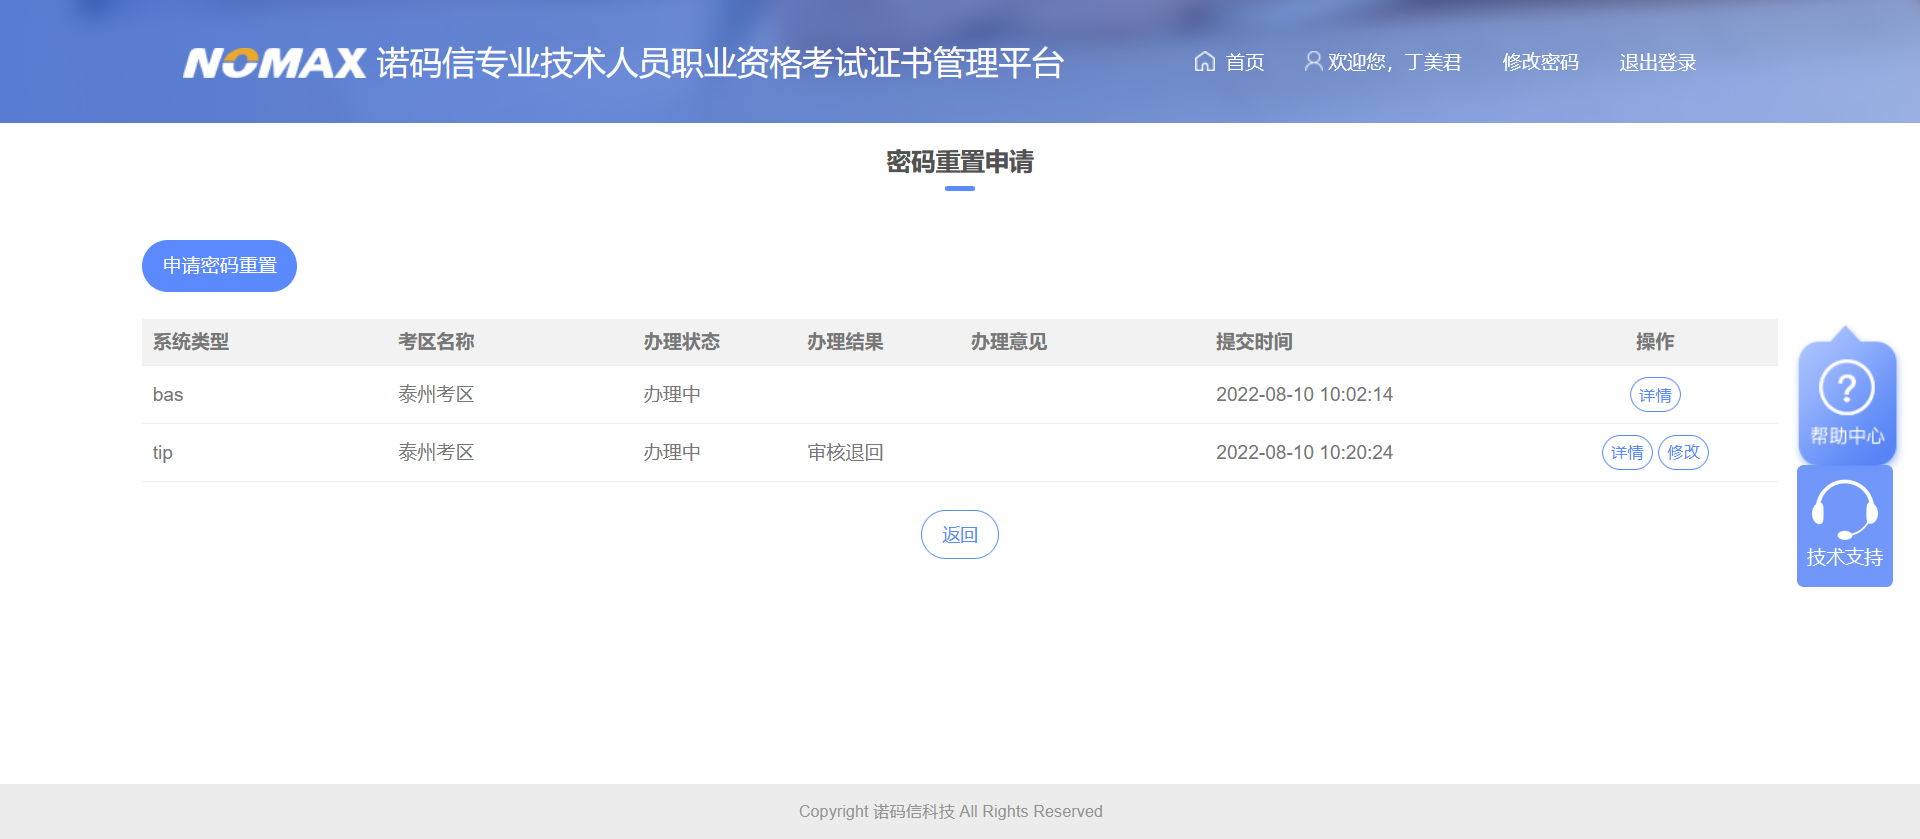 NOMAX 诺码信专业技术人员职业资格考试证书管理平台 首页 欢迎您，丁美君 修改密码 退出登录
密码重置申请
申请密码重置
系统类型 考区名称 办理状态 办理结果 办理意见 提交时间 操作
bas 泰州考区 办理中 2022-08-10 10:02:14 详情
tip 泰州考区 办理中 审核退回 2022-08-10 10:20:24 详情 修改
返回
?
帮助中心
技术支持
Copyright 诺码信科技 All Rights Reserved